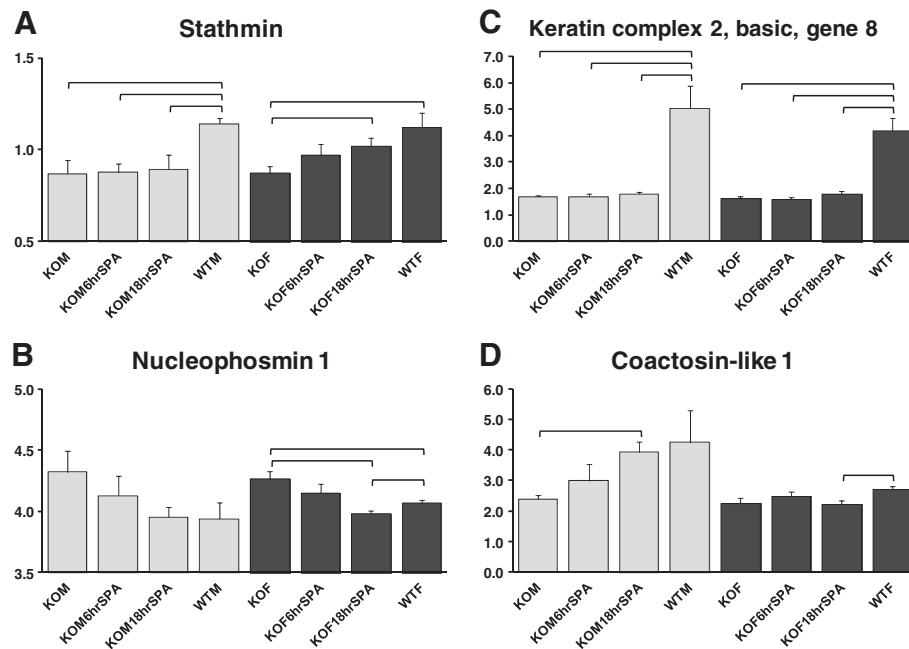 A
Stathmin
1.5
1.0
0.5
KOM
KOM6hrSPA
KOM18hrSPA
WTM
KOF
KOF6hrSPA
KOF18hrSPA
WTF
C
Keratin complex 2, basic, gene 8
7.0
6.0
5.0
4.0
3.0
2.0
1.0
0.0
KOM
KOM6hrSPA
KOM18hrSPA
WTM
KOF
KOF6hrSPA
KOF18hrSPA
WTF
B
Nucleophosmin 1
5.0
4.5
4.0
3.5
KOM
KOM6hrSPA
KOM18hrSPA
WTM
KOF
KOF6hrSPA
KOF18hrSPA
WTF
D
Coactosin-like 1
6.0
5.0
4.0
3.0
2.0
1.0
0.0
KOM
KOM6hrSPA
KOM18hrSPA
WTM
KOF
KOF6hrSPA
KOF18hrSPA
WTF